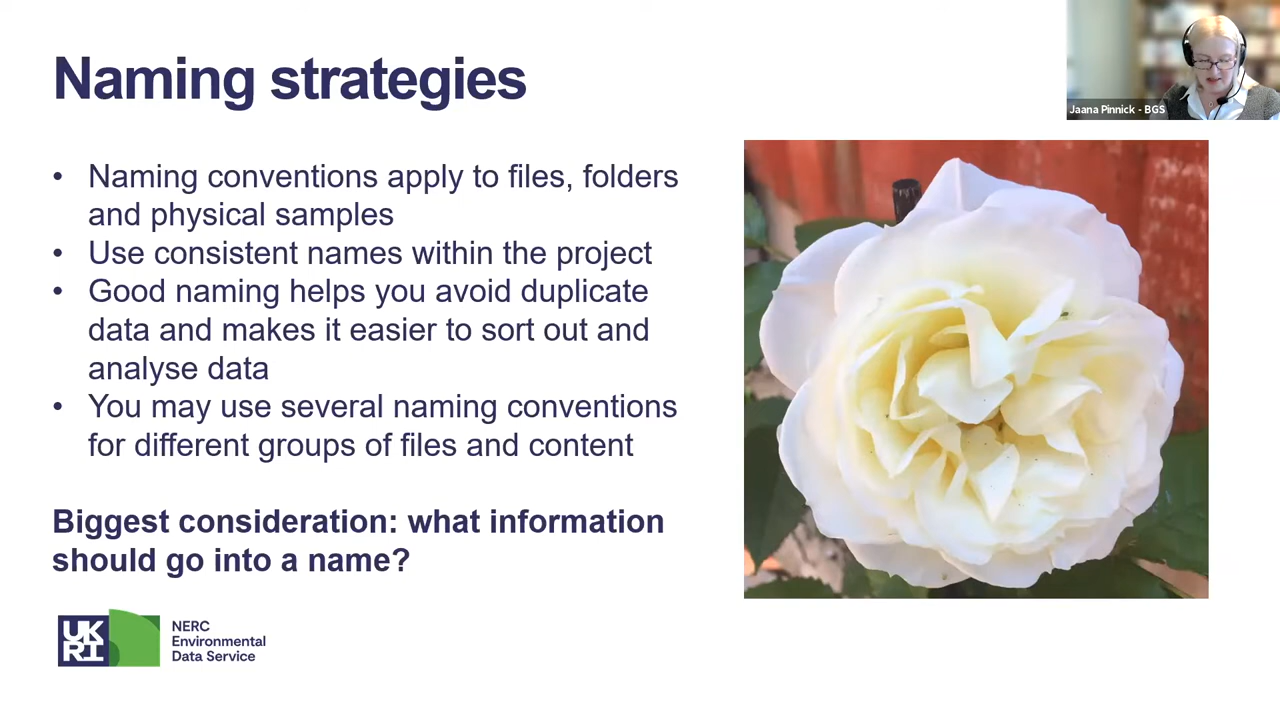 Naming strategies
Jaana Pinnick - BGS
• Naming conventions apply to files, folders
and physical samples
• Use consistent names within the project
• Good naming helps you avoid duplicate
data and makes it easier to sort out and
analyse data
• You may use several naming conventions
for different groups of files and content
Biggest consideration: what information
should go into a name?
UK
RI
NERC
Environmental
Data Service